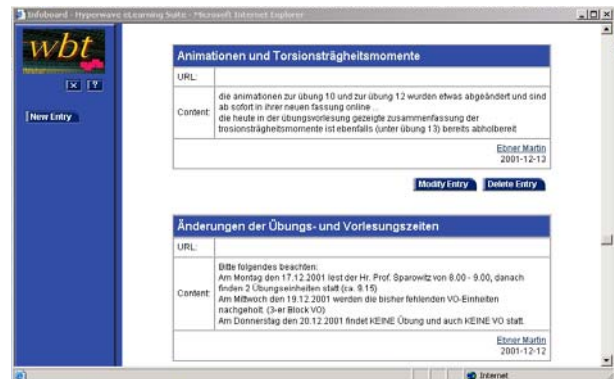 Infoboard - Hyperwave eLearning Suite - Microsoft Internet Explorer
wbt
New Entry
Animationen und Torsionsträgheitsmomente
URL:
Content:
die animationen zur übung 10 und zur übung 12 wurden etwas abgeändert und sind
ab sofort in ihrer neuen fassung online ...
die heute in der übungsvorlesung gezeigte zusammenfassung der
trosionsträgheitsmomente ist ebenfalls (unter übung 13) bereits abholbereit
Ebner Martin
2001-12-13
Modify Entry Delete Entry
Änderungen der Übungs- und Vorlesungszeiten
URL:
Content:
Bitte folgendes beachten:
Am Montag den 17.12.2001 lest der Hr. Prof. Sparowitz von 8.00 - 9.00, danach
finden 2 Übungseinheiten statt (ca. 9.15)
Am Mittwoch den 19.12.2001 werden die bisher fehlenden VO-Einheiten
nachgeholt. (3-er Block VO)
Am Donnerstag den 20.12.2001 findet KEINE Übung und auch KEINE VO statt.
Ebner Martin
2001-12-12
Internet